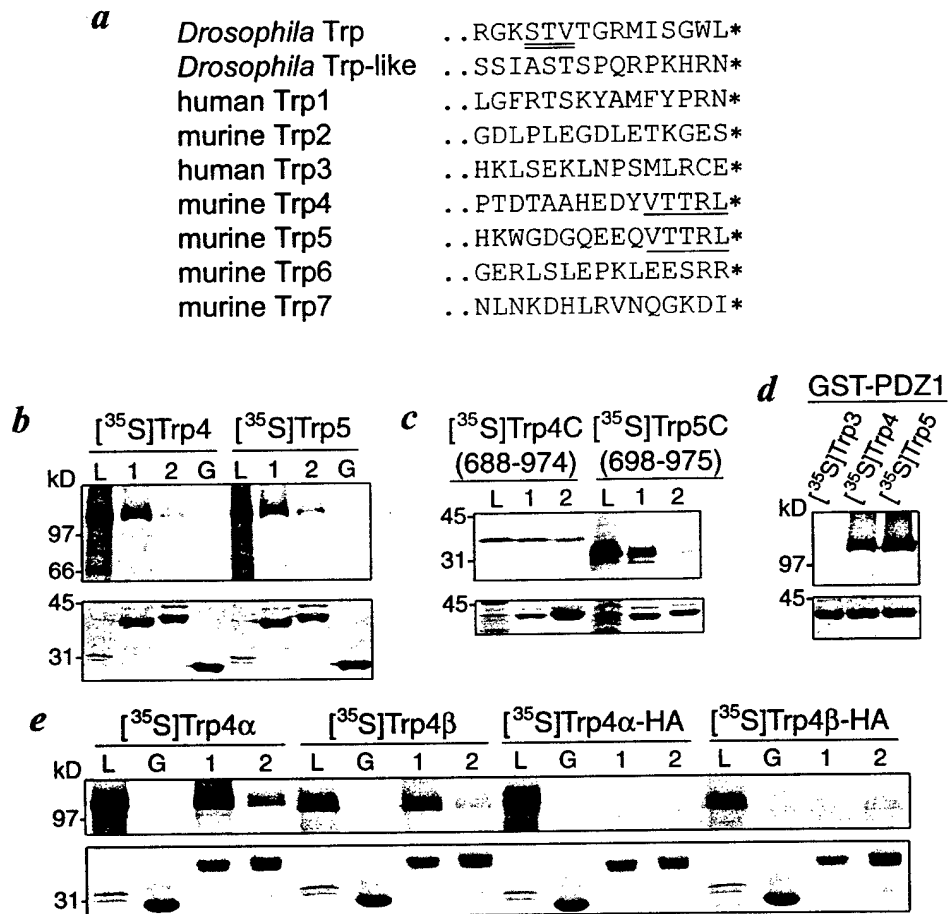 a
Drosophila Trp ..RGKSTVTGRMISGWL*
Drosophila Trp-like ..SSIASTSPQRPKHRN*
human Trp1 ..LGFRTSKYAMFYPRN*
murine Trp2 ..GDLPLEGDLETKGES*
human Trp3 ..HKLSEKLNPSMLRCE*
murine Trp4 ..PTDTAAHEDYVTTRL*
murine Trp5 ..HKWGDGQEEQVTTRL*
murine Trp6 ..GERLSLEPKLEESRR*
murine Trp7 ..NLNKDHLRVNQGKDI*
b
[35S]Trp4 [35S]Trp5
L 1 2 G L 1 2 G
kD
97-
66-
45
31-
c
[35S]Trp4C [35S]Trp5C
(688-974) (698-975)
L 1 2 L 1 2
45
31-
45
d
GST-PDZ1
[35S]Trp3
[35S]Trp4
[35S]Trp5
kD
97-
45
e
[35S]Trp4α [35S]Trp4β [35S]Trp4α-HA [35S]Trp4β-HA
kD L G 1 2 L G 1 2 L G 1 2 L G 1 2
97-
31-